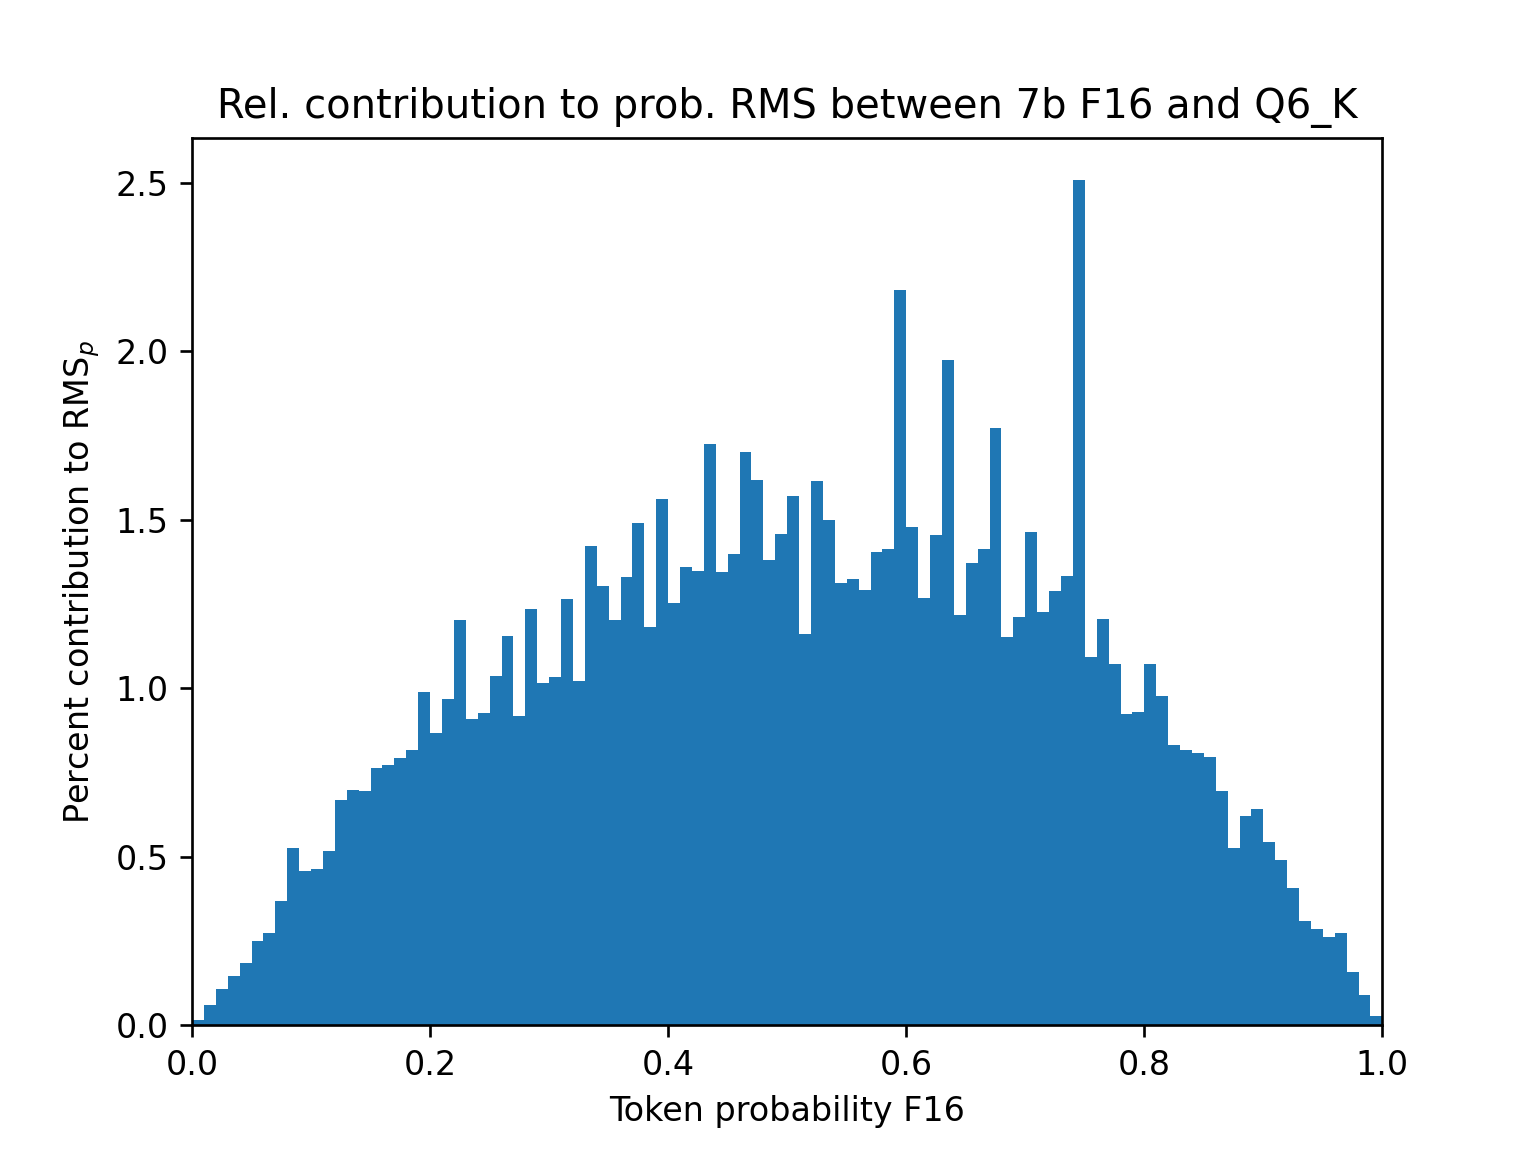 Rel. contribution to prob. RMS between 7b F16 and Q6_K
Percent contribution to RMSₚ
2.5
2.0
1.5
1.0
0.5
0.0
0.0 0.2 0.4 0.6 0.8 1.0
Token probability F16